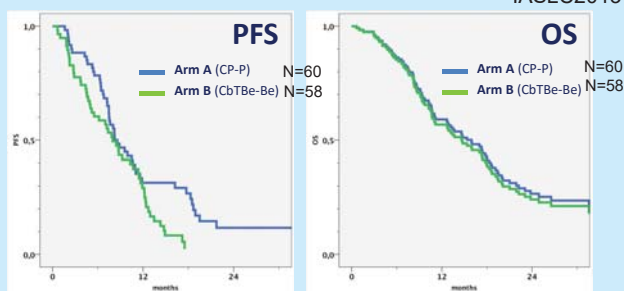 PFS
Arm A (CP-P) N=60
Arm B (CbTBe-Be) N=58
1,0
0,5
0,0
PFS
0 12 24
months
OS
Arm A (CP-P) N=60
Arm B (CbTBe-Be) N=58
1,0
0,5
0,0
OS
0 12 24
months